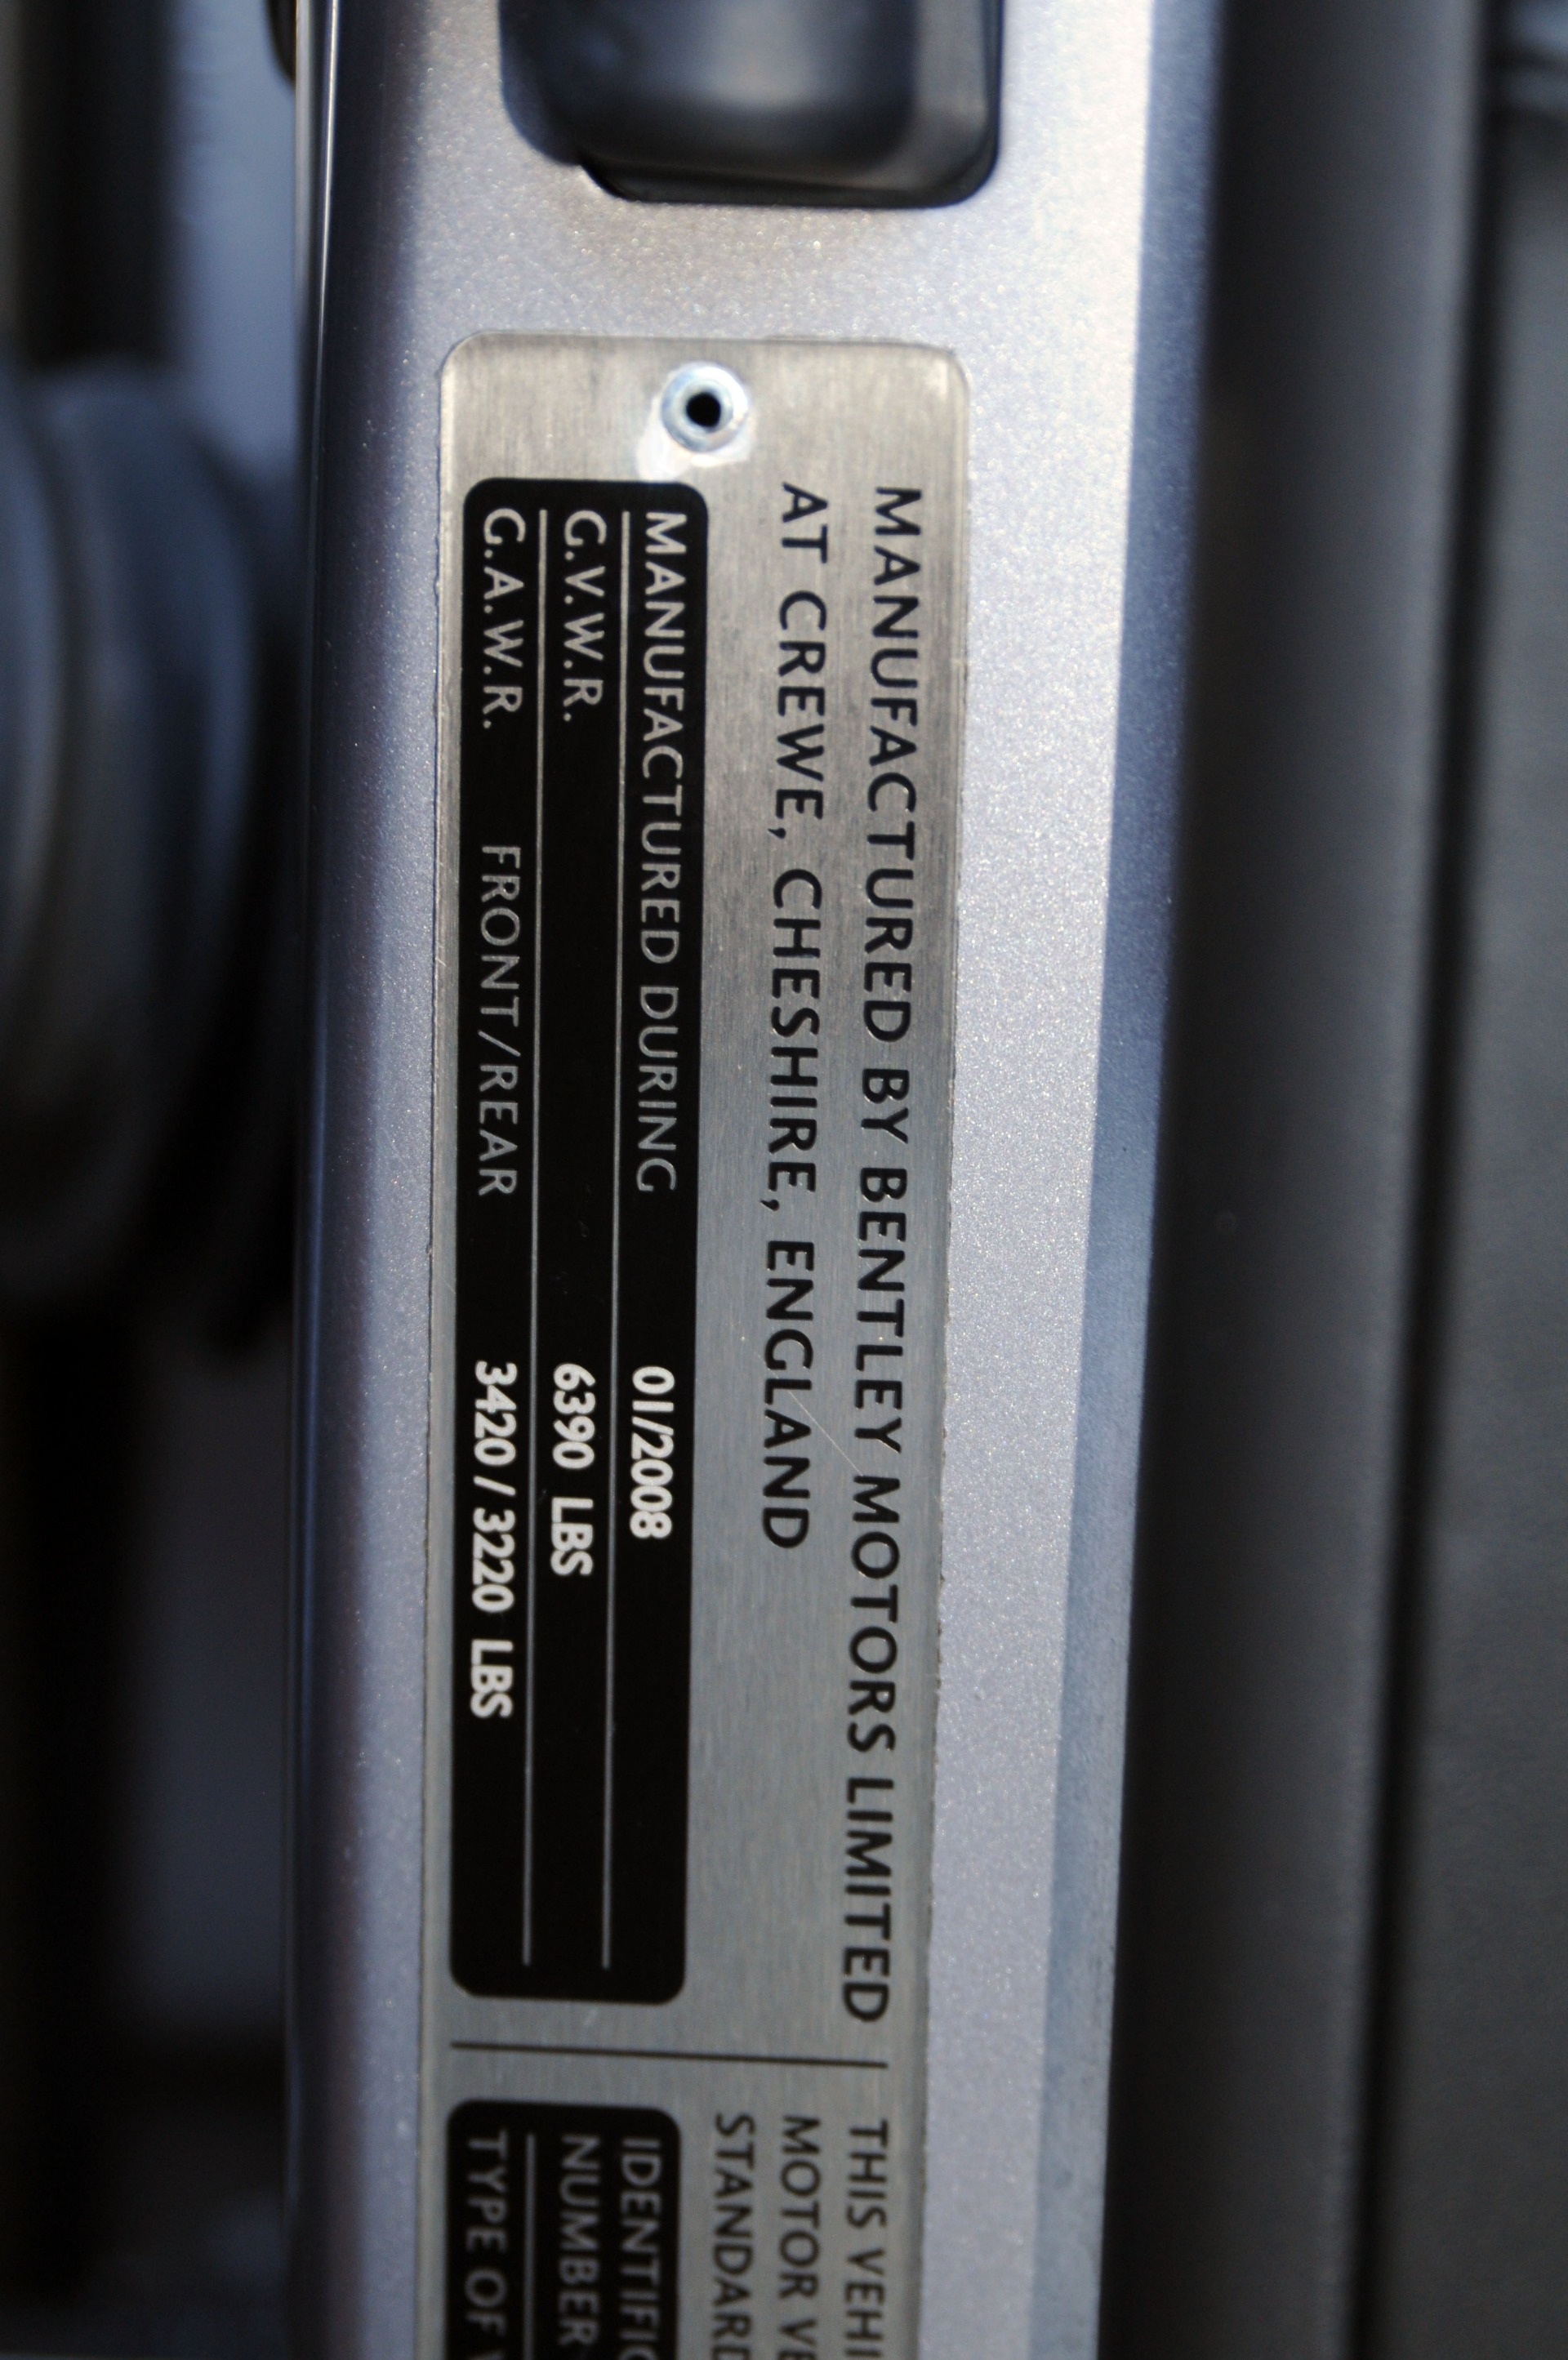 MANUFACTURED BY BENTLEY MOTORS LIMITED
AT CREWE, CHESHIRE, ENGLAND
MANUFACTURED DURING 01/2008
G.V.W.R. 6390 LBS
G.A.W.R. FRONT/REAR 3420 / 3220 LBS
THIS VEHI
MOTOR VE
STANDARD
IDENTIFIC
NUMBER
TYPE OF